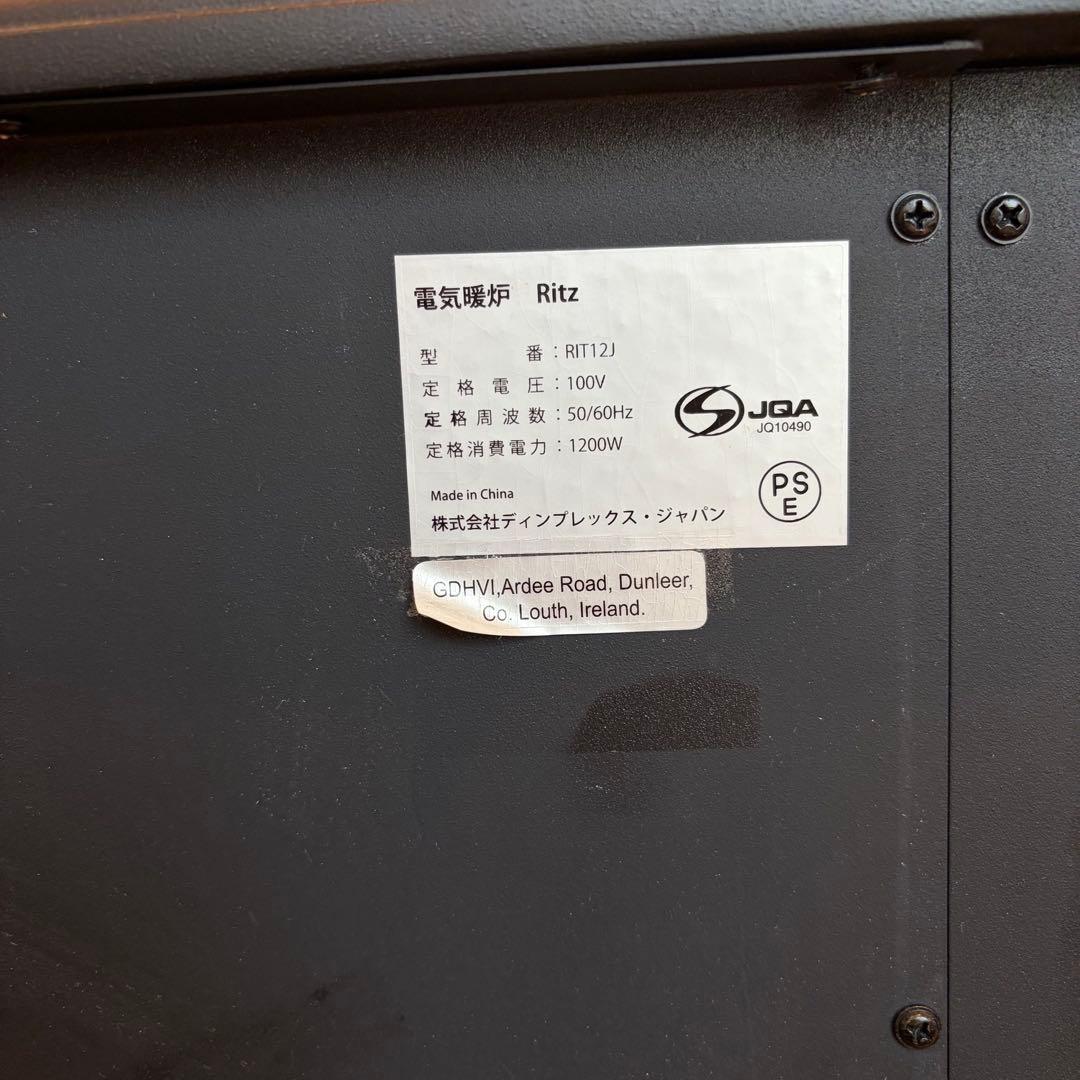 電気暖炉 Ritz
型番：RIT12J
定格電圧：100V
定格周波数：50/60Hz
定格消費電力：1200W
JQA
JQ10490
PS
E
Made in China
株式会社ディンプレックス・ジャパン
GDHVI,Ardee Road, Dunleer,
Co. Louth, Ireland.